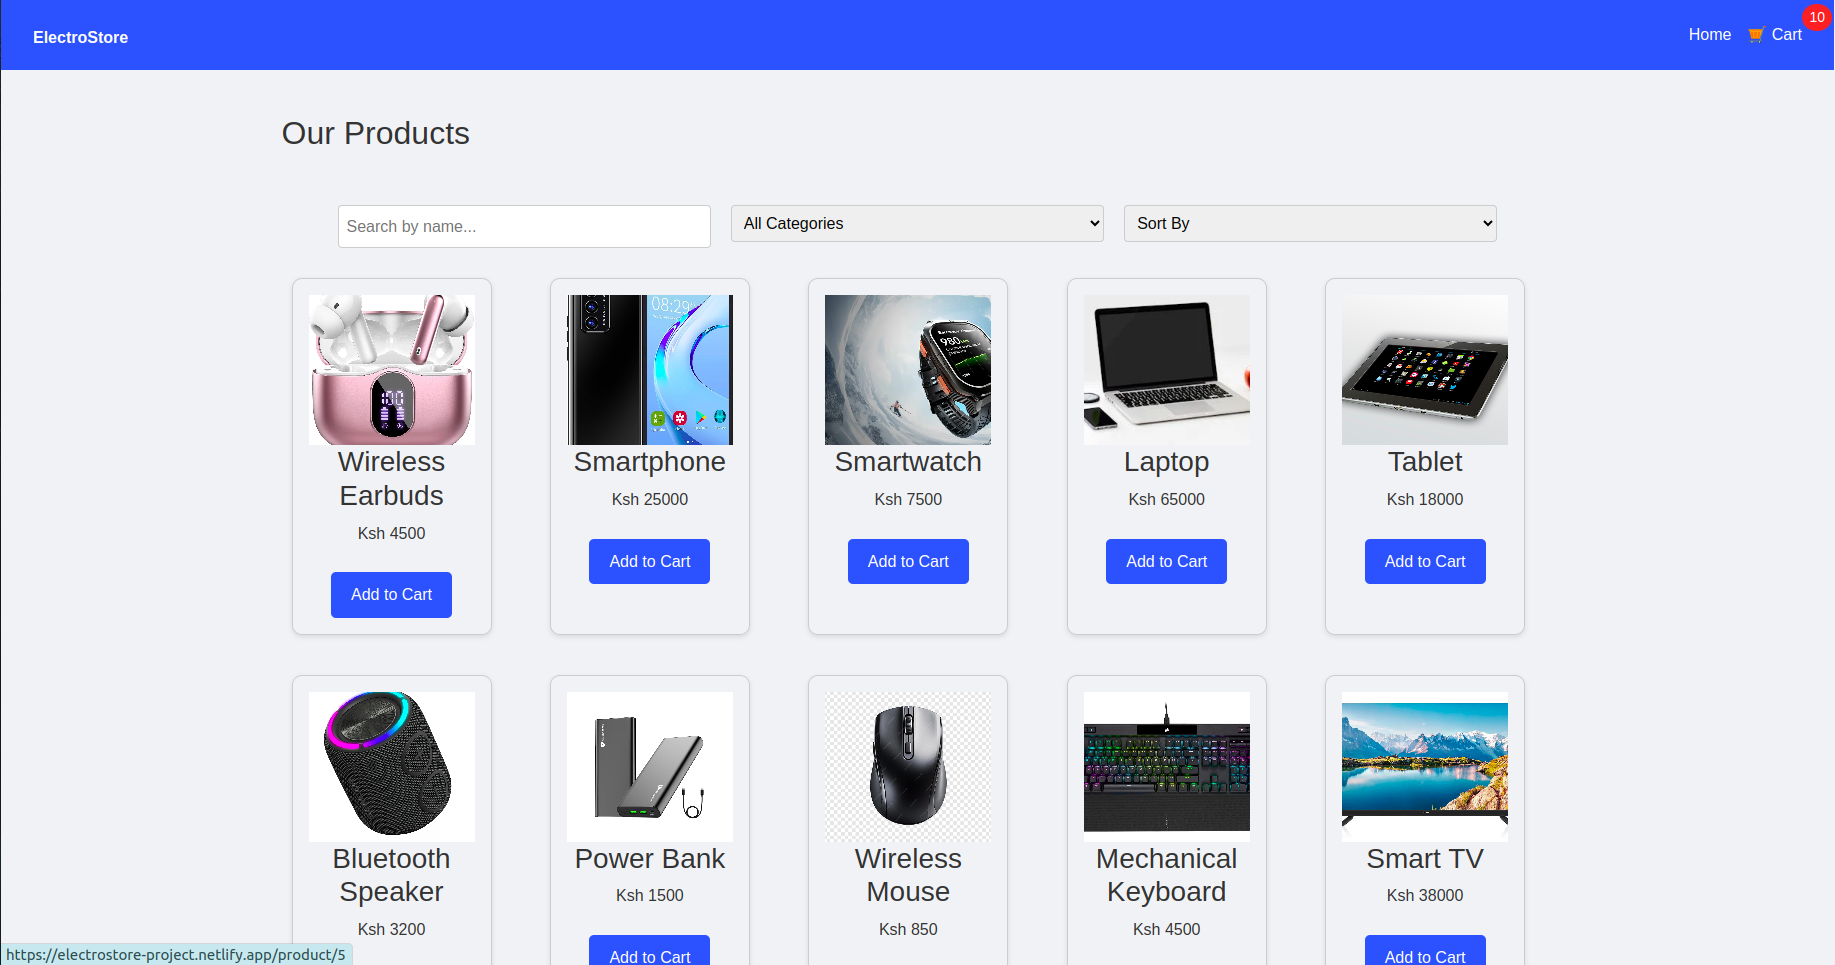 ElectroStore
Home
Cart
10
Our Products
Search by name...
All Categories
Sort By
100
08:29
980
Wireless
Earbuds
Ksh 4500
Add to Cart
Smartphone
Ksh 25000
Add to Cart
Smartwatch
Ksh 7500
Add to Cart
Laptop
Ksh 65000
Add to Cart
Tablet
Ksh 18000
Add to Cart
Bluetooth
Speaker
Ksh 3200
Power Bank
Ksh 1500
Add to Cart
Wireless
Mouse
Ksh 850
Mechanical
Keyboard
Ksh 4500
Smart TV
Ksh 38000
Add to Cart
https://electrostore-project.netlify.app/product/5